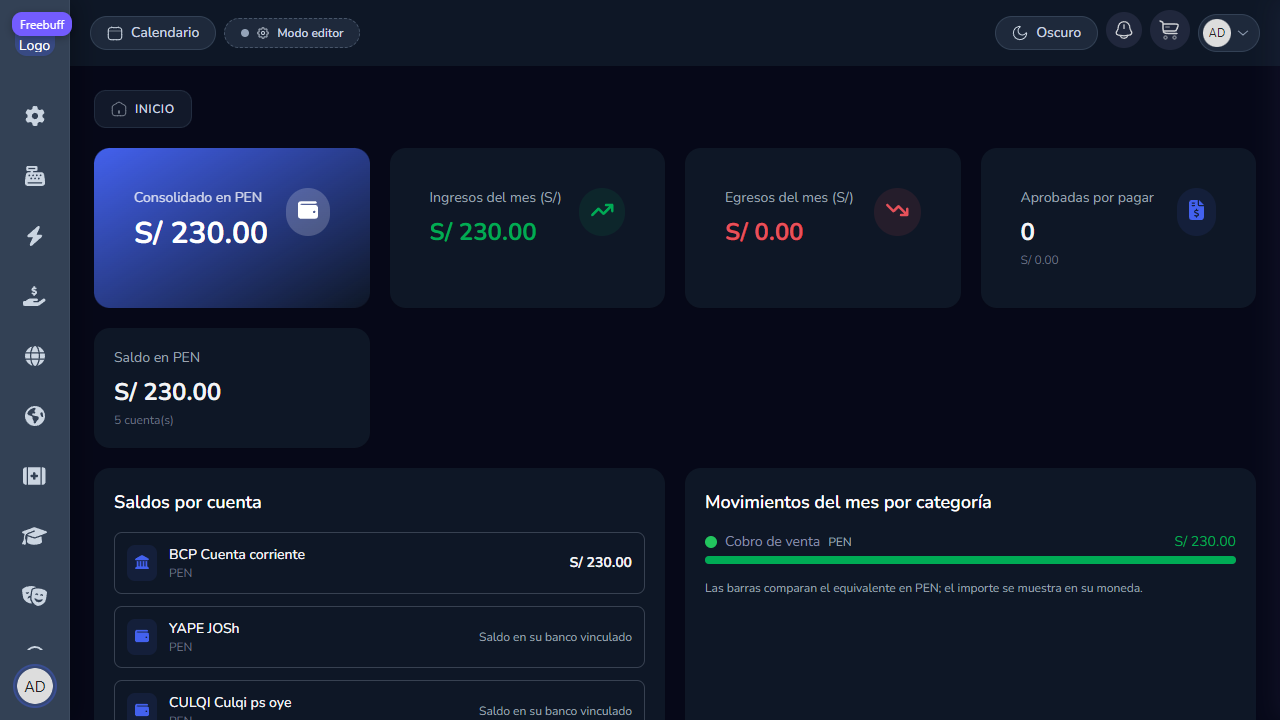 Freebuff
Logo
Calendario
Modo editor
Oscuro
AD
INICIO
Consolidado en PEN
S/ 230.00
Ingresos del mes (S/)
S/ 230.00
Egresos del mes (S/)
S/ 0.00
Aprobadas por pagar
0
S/ 0.00
Saldo en PEN
S/ 230.00
5 cuenta(s)
Saldos por cuenta
BCP Cuenta corriente
PEN
S/ 230.00
YAPE JOSh
PEN
Saldo en su banco vinculado
CULQI Culqi ps oye
PEN
Saldo en su banco vinculado
Movimientos del mes por categoría
Cobro de venta PEN
S/ 230.00
Las barras comparan el equivalente en PEN; el importe se muestra en su moneda.
AD